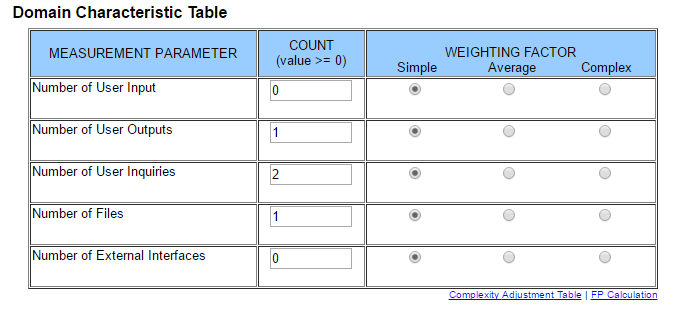 Domain Characteristic Table
MEASUREMENT PARAMETER
COUNT
(value >= 0)
WEIGHTING FACTOR
Simple Average Complex
Number of User Input 0
Number of User Outputs 1
Number of User Inquiries 2
Number of Files 1
Number of External Interfaces 0
Complexity Adjustment Table | FP Calculation